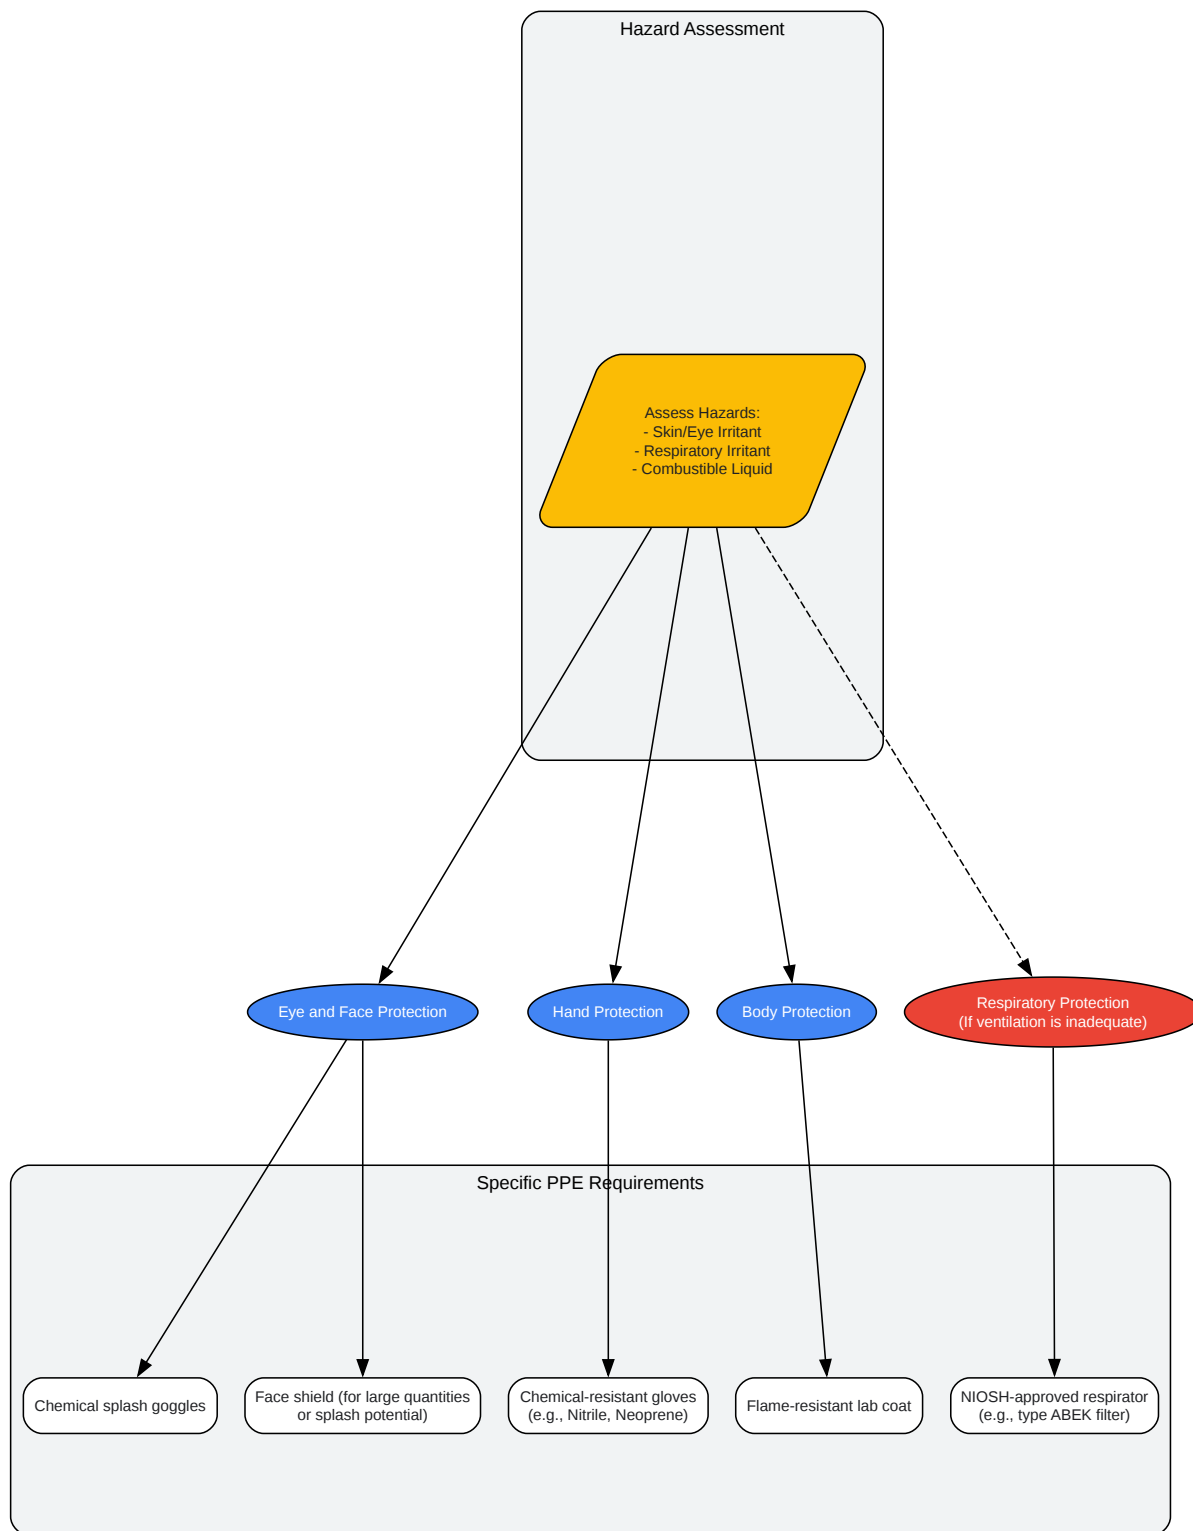 Hazard Assessment
Assess Hazards:
- Skin/Eye Irritant
- Respiratory Irritant
- Combustible Liquid
Eye and Face Protection
Hand Protection
Body Protection
Respiratory Protection
(If ventilation is inadequate)
Specific PPE Requirements
Chemical splash goggles
Face shield (for large quantities
or splash potential)
Chemical-resistant gloves
(e.g., Nitrile, Neoprene)
Flame-resistant lab coat
NIOSH-approved respirator
(e.g., type ABEK filter)